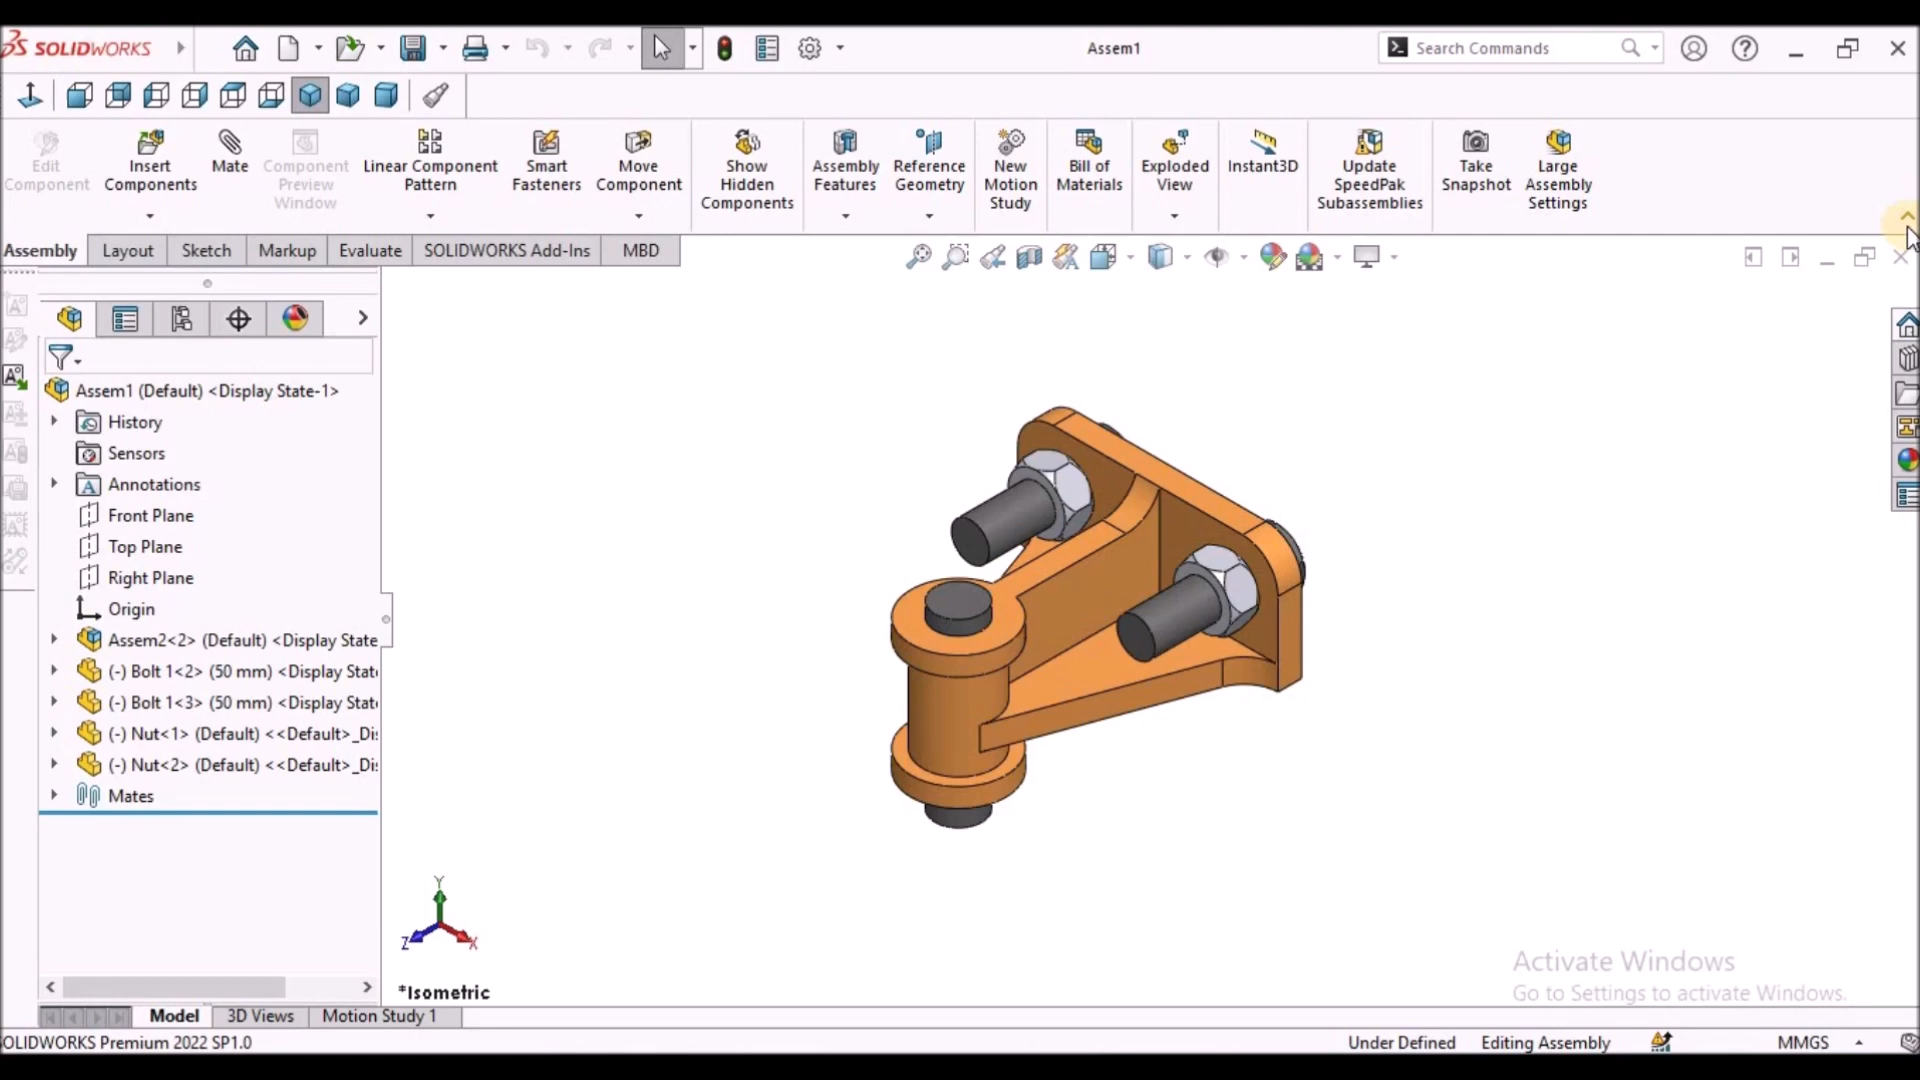 SOLIDWORKS
Assem1
Search Commands
Edit Component
Insert Components
Mate
Component Preview Window
Linear Component Pattern
Smart Fasteners
Move Component
Show Hidden Components
Assembly Features
Reference Geometry
New Motion Study
Bill of Materials
Exploded View
Instant3D
Update SpeedPak Subassemblies
Take Snapshot
Large Assembly Settings
Assembly
Layout
Sketch
Markup
Evaluate
SOLIDWORKS Add-Ins
MBD
Assem1 (Default) <Display State-1>
History
Sensors
Annotations
Front Plane
Top Plane
Right Plane
Origin
Assem2<2> (Default) <Display State
(-) Bolt 1<2> (50 mm) <Display Stat
(-) Bolt 1<3> (50 mm) <Display Stat
(-) Nut<1> (Default) <<Default>_Di
(-) Nut<2> (Default) <<Default>_Di
Mates
Y
Z
X
*Isometric
Activate Windows
Go to Settings to activate Windows.
Model
3D Views
Motion Study 1
OLIDWORKS Premium 2022 SP1.0
Under Defined
Editing Assembly
MMGS